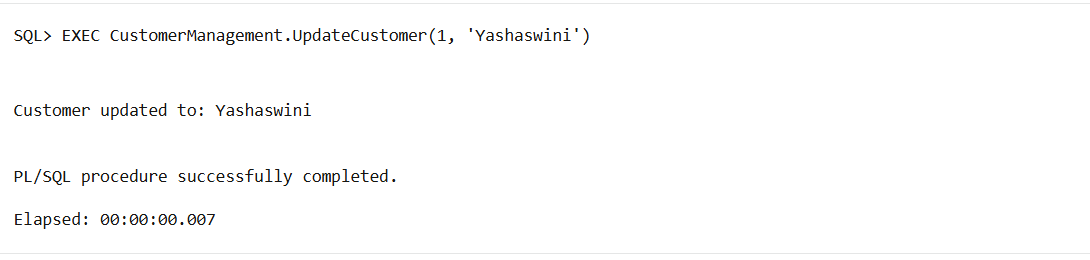 SQL> EXEC CustomerManagement.UpdateCustomer(1, 'Yashaswini')
Customer updated to: Yashaswini
PL/SQL procedure successfully completed.
Elapsed: 00:00:00.007